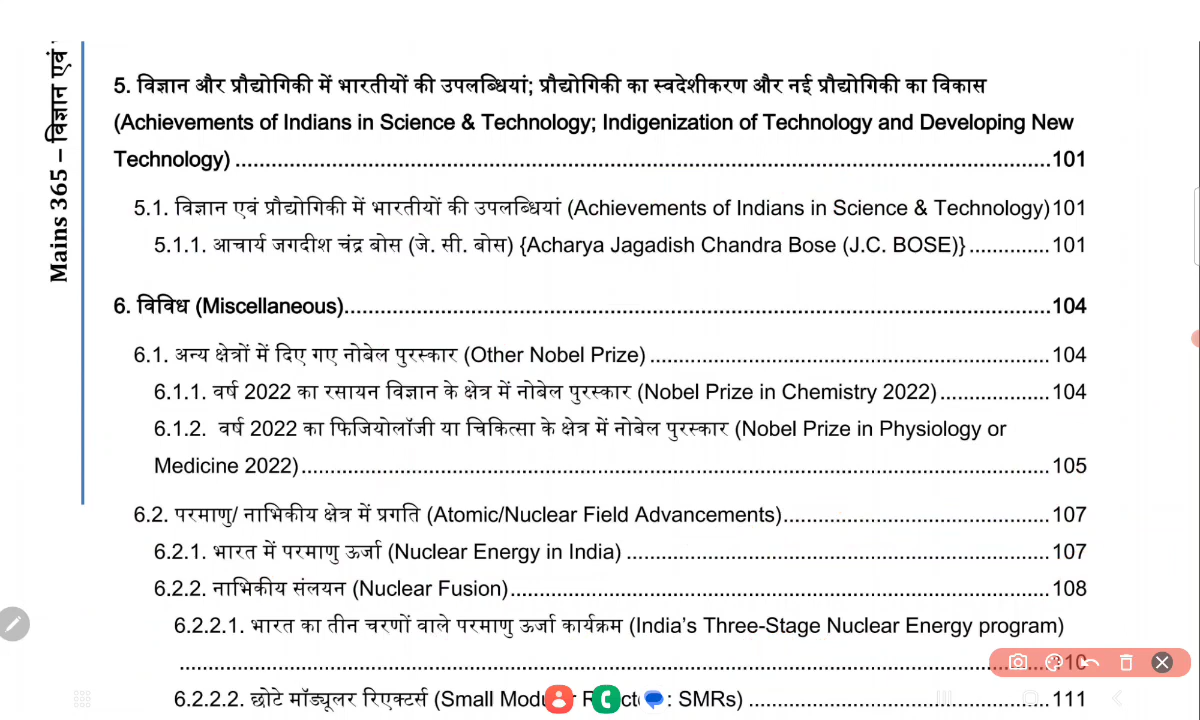 Mains 365 – विज्ञान एवं
5. विज्ञान और प्रौद्योगिकी में भारतीयों की उपलब्धियां; प्रौद्योगिकी का स्वदेशीकरण और नई प्रौद्योगिकी का विकास
(Achievements of Indians in Science & Technology; Indigenization of Technology and Developing New
Technology) ........................................................................................................................................101
5.1. विज्ञान एवं प्रौद्योगिकी में भारतीयों की उपलब्धियां (Achievements of Indians in Science & Technology)101
5.1.1. आचार्य जगदीश चंद्र बोस (जे. सी. बोस) {Acharya Jagadish Chandra Bose (J.C. BOSE)} ..............101
6. विविध (Miscellaneous)......................................................................................................................104
6.1. अन्य क्षेत्रों में दिए गए नोबेल पुरस्कार (Other Nobel Prize) ...................................................................104
6.1.1. वर्ष 2022 का रसायन विज्ञान के क्षेत्र में नोबेल पुरस्कार (Nobel Prize in Chemistry 2022)...................104
6.1.2. वर्ष 2022 का फिजियोलॉजी या चिकित्सा के क्षेत्र में नोबेल पुरस्कार (Nobel Prize in Physiology or
Medicine 2022).............................................................................................................................105
6.2. परमाणु/ नाभिकीय क्षेत्र में प्रगति (Atomic/Nuclear Field Advancements).............................................107
6.2.1. भारत में परमाणु ऊर्जा (Nuclear Energy in India) .......................................................................107
6.2.2. नाभिकीय संलयन (Nuclear Fusion)..........................................................................................108
6.2.2.1. भारत का तीन चरणों वाले परमाणु ऊर्जा कार्यक्रम (India’s Three-Stage Nuclear Energy program)
.................................................................................................................................................110
6.2.2.2. छोटे मॉड्यूलर रिएक्टर्स (Small : SMRs) ..................................................111